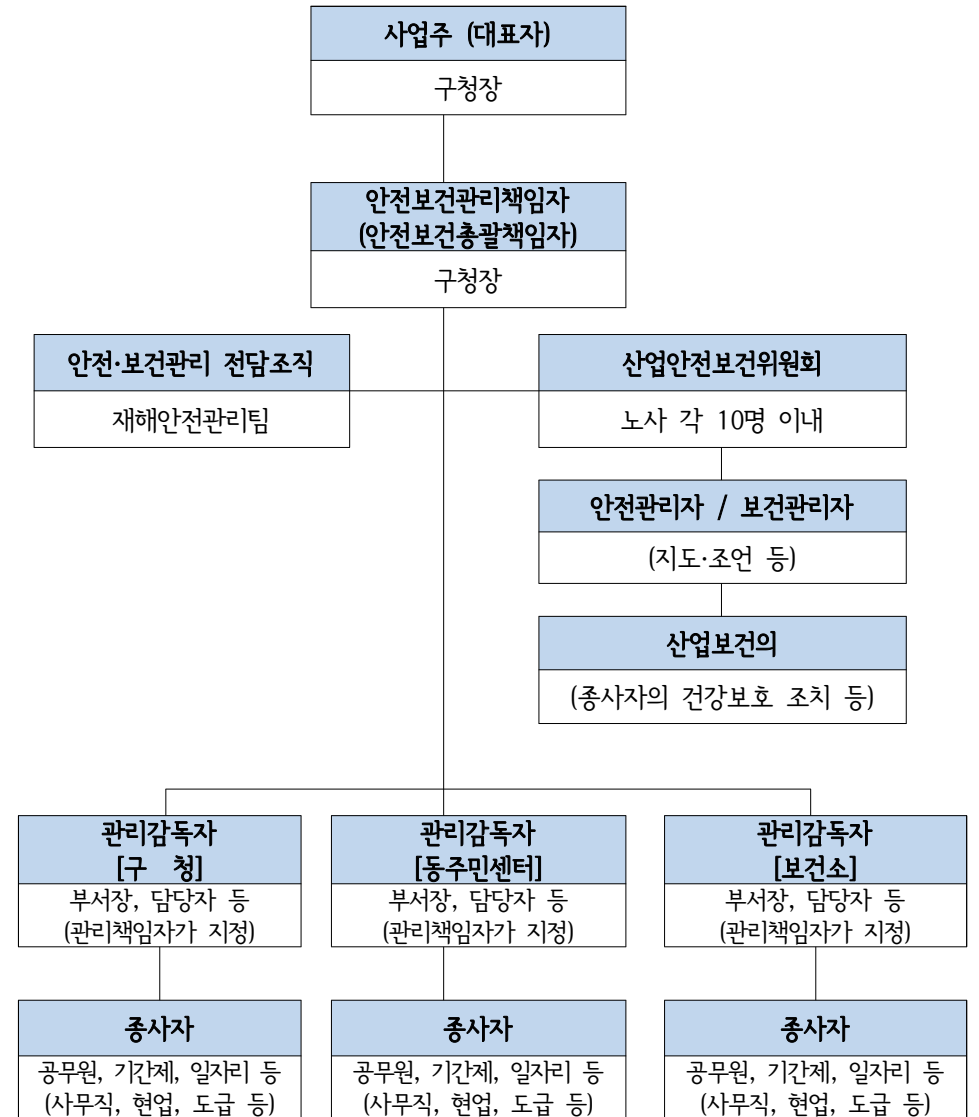 사업주 (대표자)
구청장
안전보건관리책임자
(안전보건총괄책임자)
구청장
안전·보건관리 전담조직
재해안전관리팀
산업안전보건위원회
노사 각 10명 이내
안전관리자 / 보건관리자
(지도·조언 등)
산업보건의
(종사자의 건강보호 조치 등)
관리감독자
[구 청]
부서장, 담당자 등
(관리책임자가 지정)
관리감독자
[동주민센터]
부서장, 담당자 등
(관리책임자가 지정)
관리감독자
[보건소]
부서장, 담당자 등
(관리책임자가 지정)
종사자
공무원, 기간제, 일자리 등
(사무직, 현업, 도급 등)
종사자
공무원, 기간제, 일자리 등
(사무직, 현업, 도급 등)
종사자
공무원, 기간제, 일자리 등
(사무직, 현업, 도급 등)